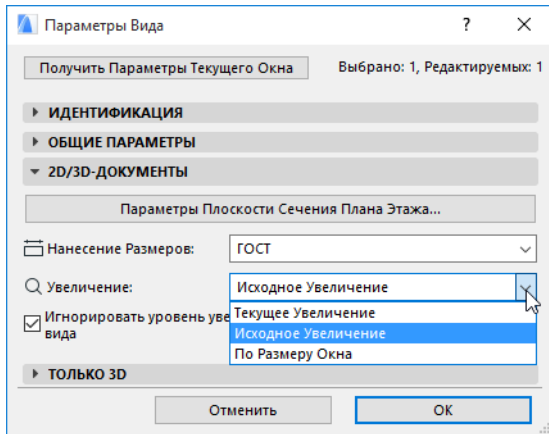 Параметры Вида
?
Получить Параметры Текущего Окна
Выбрано: 1, Редактируемых: 1
ИДЕНТИФИКАЦИЯ
ОБЩИЕ ПАРАМЕТРЫ
2D/3D-ДОКУМЕНТЫ
Параметры Плоскости Сечения Плана Этажа...
Нанесение Размеров:
ГОСТ
Увеличение:
Исходное Увеличение
Текущее Увеличение
Исходное Увеличение
По Размеру Окна
Игнорировать уровень уве
вида
ТОЛЬКО 3D
Отменить
ОК